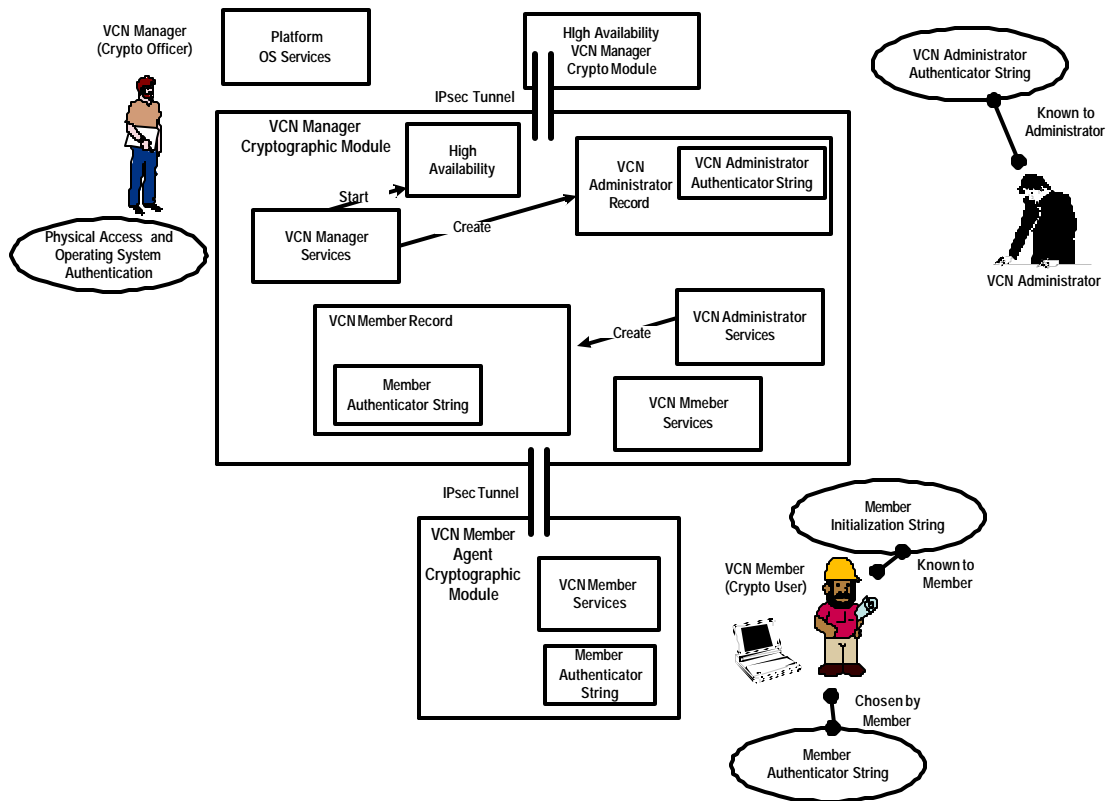 VCN Manager
(Crypto Officer)
Platform
OS Services
HIgh Availability
VCN Manager
Crypto Module
VCN Administrator
Authenticator String
IPsec Tunnel
Known to
Administrator
VCN Manager
Cryptographic Module
High
Availability
VCN
Administrator
Record
VCN Administrator
Authenticator String
Start
Create
VCN Manager
Services
Physical Access and
Operating System
Authentication
VCN Administrator
VCN Member Record
Create
VCN Administrator
Services
Member
Authenticator String
VCN Mmeber
Services
IPsec Tunnel
Member
Initialization String
VCN Member
Agent
Cryptographic
Module
VCN Member
Services
VCN Member
(Crypto User)
Known to
Member
Member
Authenticator
String
Chosen by
Member
Member
Authenticator String